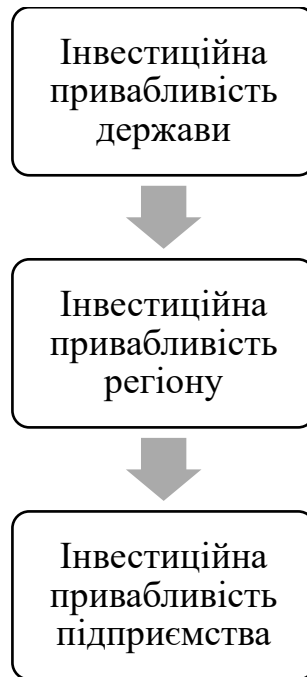 Інвестиційна
привабливість
держави
Інвестиційна
привабливість
регіону
Інвестиційна
привабливість
підприємства